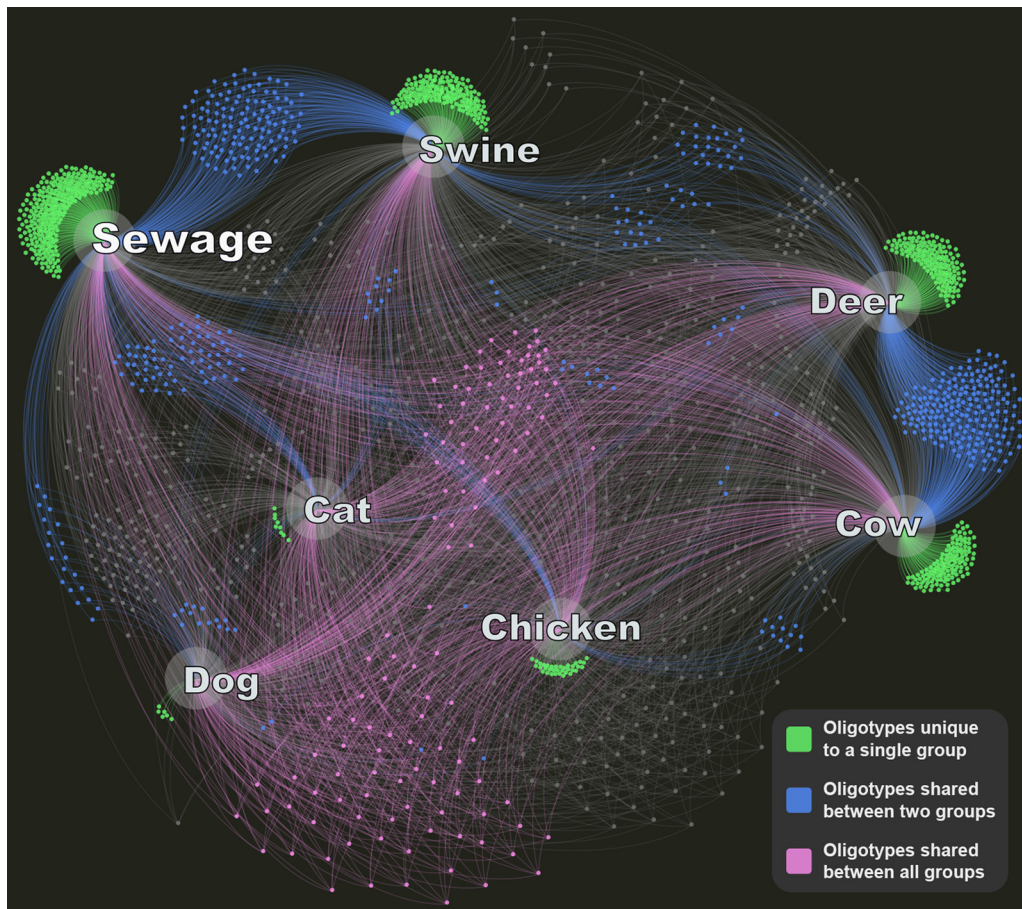 Swine
Sewage
Deer
Cat
Cow
Chicken
Dog
Oligotypes unique
to a single group
Oligotypes shared
between two groups
Oligotypes shared
between all groups